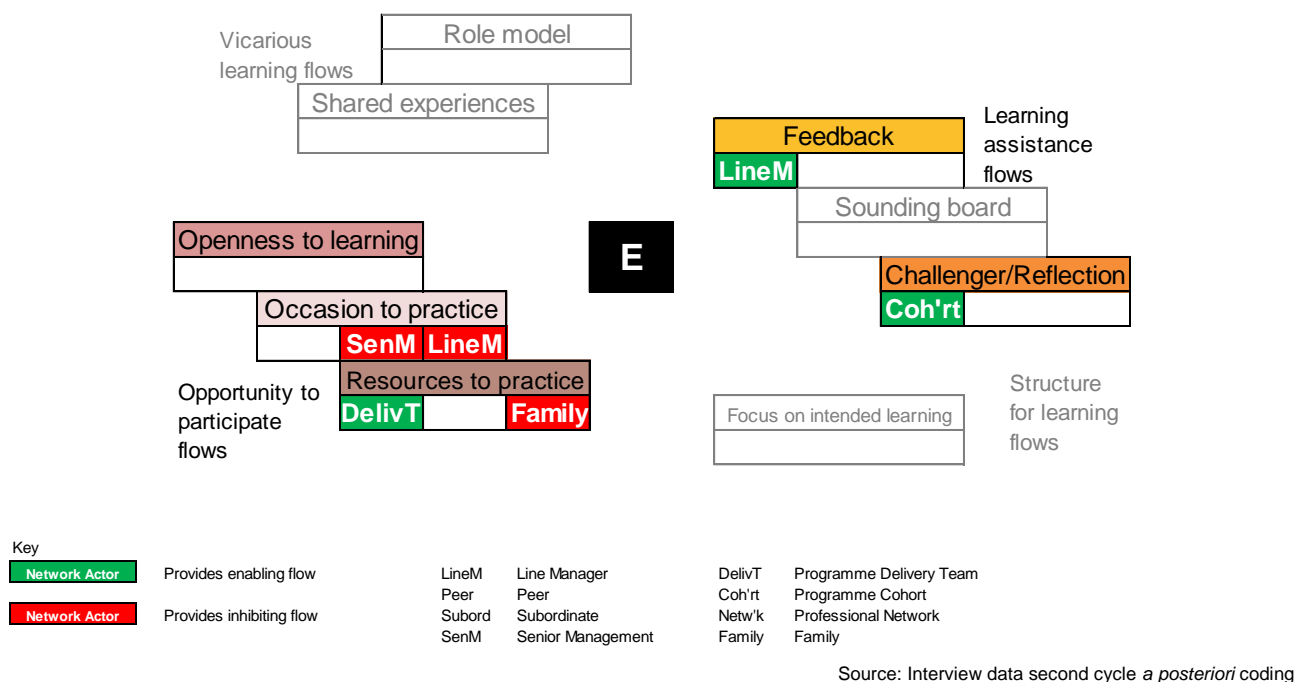 Vicarious
learning flows
Role model
Shared experiences
Feedback
LineM
Learning
assistance
flows
Sounding board
Challenger/Reflection
Coh'rt
E
Openness to learning
Occasion to practice
SenM LineM
Resources to practice
DelivT Family
Opportunity to
participate
flows
Focus on intended learning
Structure
for learning
flows
Key
Network Actor Provides enabling flow
Network Actor Provides inhibiting flow
LineM Line Manager
Peer Peer
Subord Subordinate
SenM Senior Management
DelivT Programme Delivery Team
Coh'rt Programme Cohort
Netw'k Professional Network
Family Family
Source: Interview data second cycle a posteriori coding